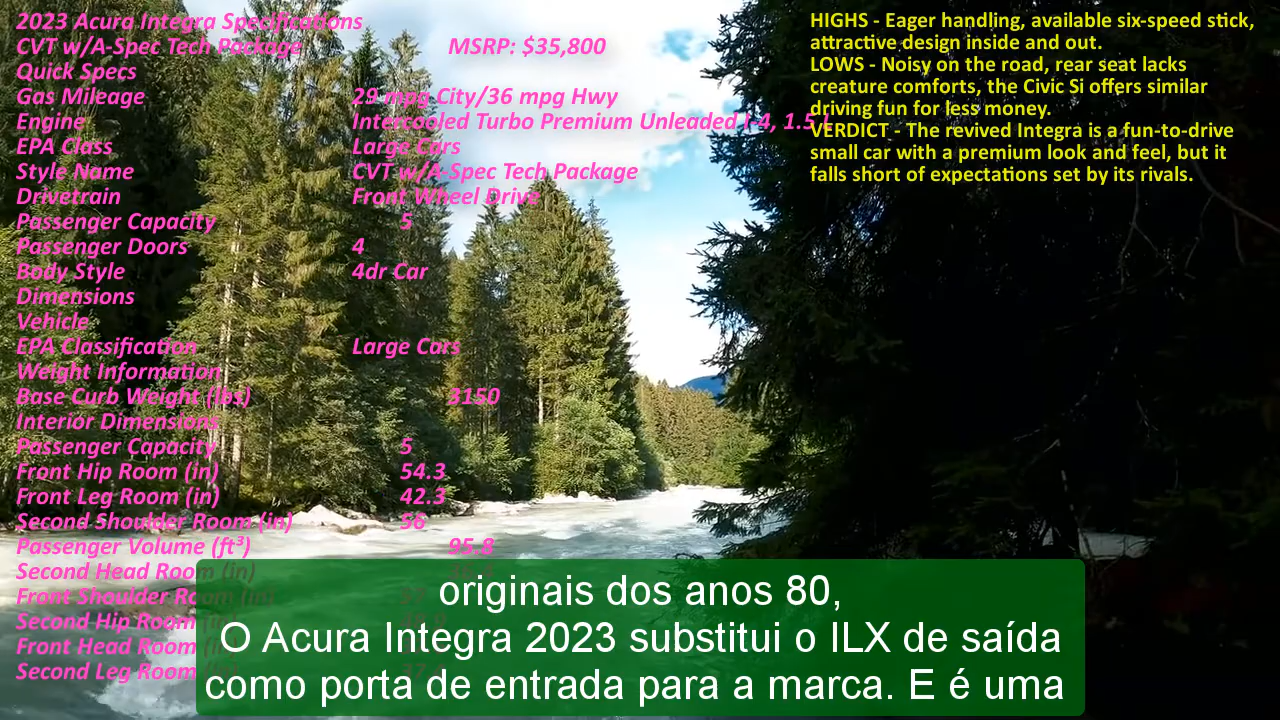 2023 Acura Integra Specifications
CVT w/A-Spec Tech Package MSRP: $35,800
Quick Specs
Gas Mileage 29 mpg City/36 mpg Hwy
Engine Intercooled Turbo Premium Unleaded I-4, 1.5 L
EPA Class Large Cars
Style Name CVT w/A-Spec Tech Package
Drivetrain Front Wheel Drive
Passenger Capacity 5
Passenger Doors 4
Body Style 4dr Car
Dimensions
Vehicle
EPA Classification Large Cars
Weight Information
Base Curb Weight (lbs) 3150
Interior Dimensions
Passenger Capacity 5
Front Hip Room (in) 54.3
Front Leg Room (in) 42.3
Second Shoulder Room (in) 56
Passenger Volume (ft³) 95.8
Second Head Room (in)
Front Shoulder Room (in)
Second Hip Room
Front Head Room
Second Leg Room
HIGHS - Eager handling, available six-speed stick,
attractive design inside and out.
LOWS - Noisy on the road, rear seat lacks
creature comforts, the Civic Si offers similar
driving fun for less money.
VERDICT - The revived Integra is a fun-to-drive
small car with a premium look and feel, but it
falls short of expectations set by its rivals.
originais dos anos 80,
O Acura Integra 2023 substitui o ILX de saída
como porta de entrada para a marca. E é uma